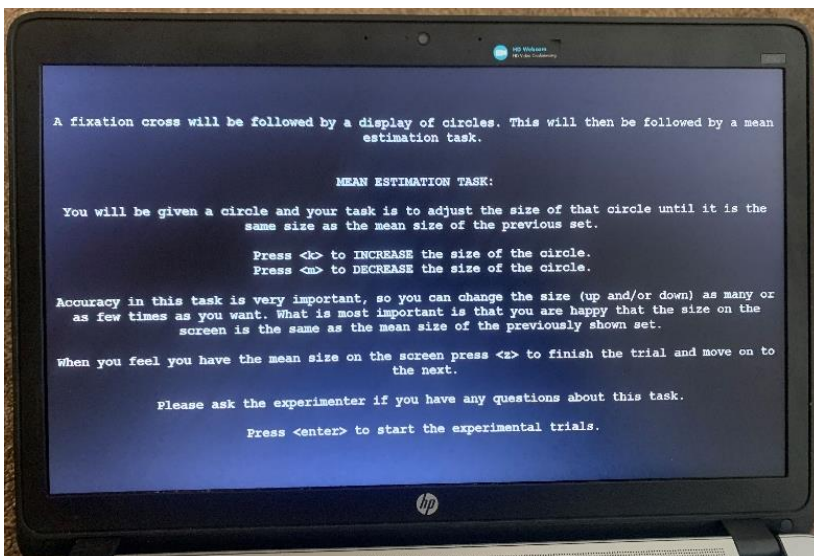 HD Webcam
HD Video Conferencing
A fixation cross will be followed by a display of circles. This will then be followed by a mean
estimation task.
MEAN ESTIMATION TASK:
You will be given a circle and your task is to adjust the size of that circle until it is the
same size as the mean size of the previous set.
Press <k> to INCREASE the size of the circle.
Press <m> to DECREASE the size of the circle.
Accuracy in this task is very important, so you can change the size (up and/or down) as many or
as few times as you want. What is most important is that you are happy that the size on the
screen is the same as the mean size of the previously shown set.
When you feel you have the mean size on the screen press <z> to finish the trial and move on to
the next.
Please ask the experimenter if you have any questions about this task.
Press <enter> to start the experimental trials.
hp